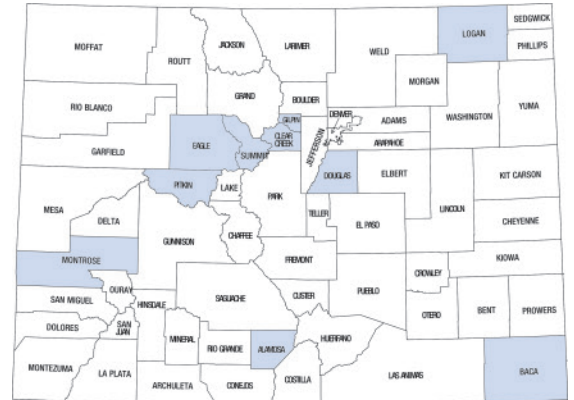 SEDGWICK
LOGAN
JACKSON
LARIMER
MOFFAT
WELD
PHILLIPS
ROUTT
MORGAN
GRAND
BOULDER
RIO BLANCO
YUMA
GILPIN
DENVER
ADAMS
WASHINGTON
CLEAR
CREEK
EAGLE
ARAPAHOE
GARFIELD
SUMMIT
JEFFERSON
DOUGLAS
ELBERT
KIT CARSON
PITKIN
LAKE
PARK
MESA
LINCOLN
TELLER
DELTA
CHEYENNE
EL PASO
CHAFFEE
GUNNISON
FREMONT
KIOWA
MONTROSE
CROWLEY
OURAY
PUEBLO
SAGUACHE
CUSTER
SAN MIGUEL
HINSDALE
BENT
PROWERS
OTERO
SAN
JUAN
DOLORES
HUERFANO
MINERAL
RIO GRANDE
ALAMOSA
MONTEZUMA
LA PLATA
BACA
LAS ANIMAS
COSTILLA
ARCHULETA
CONEJOS